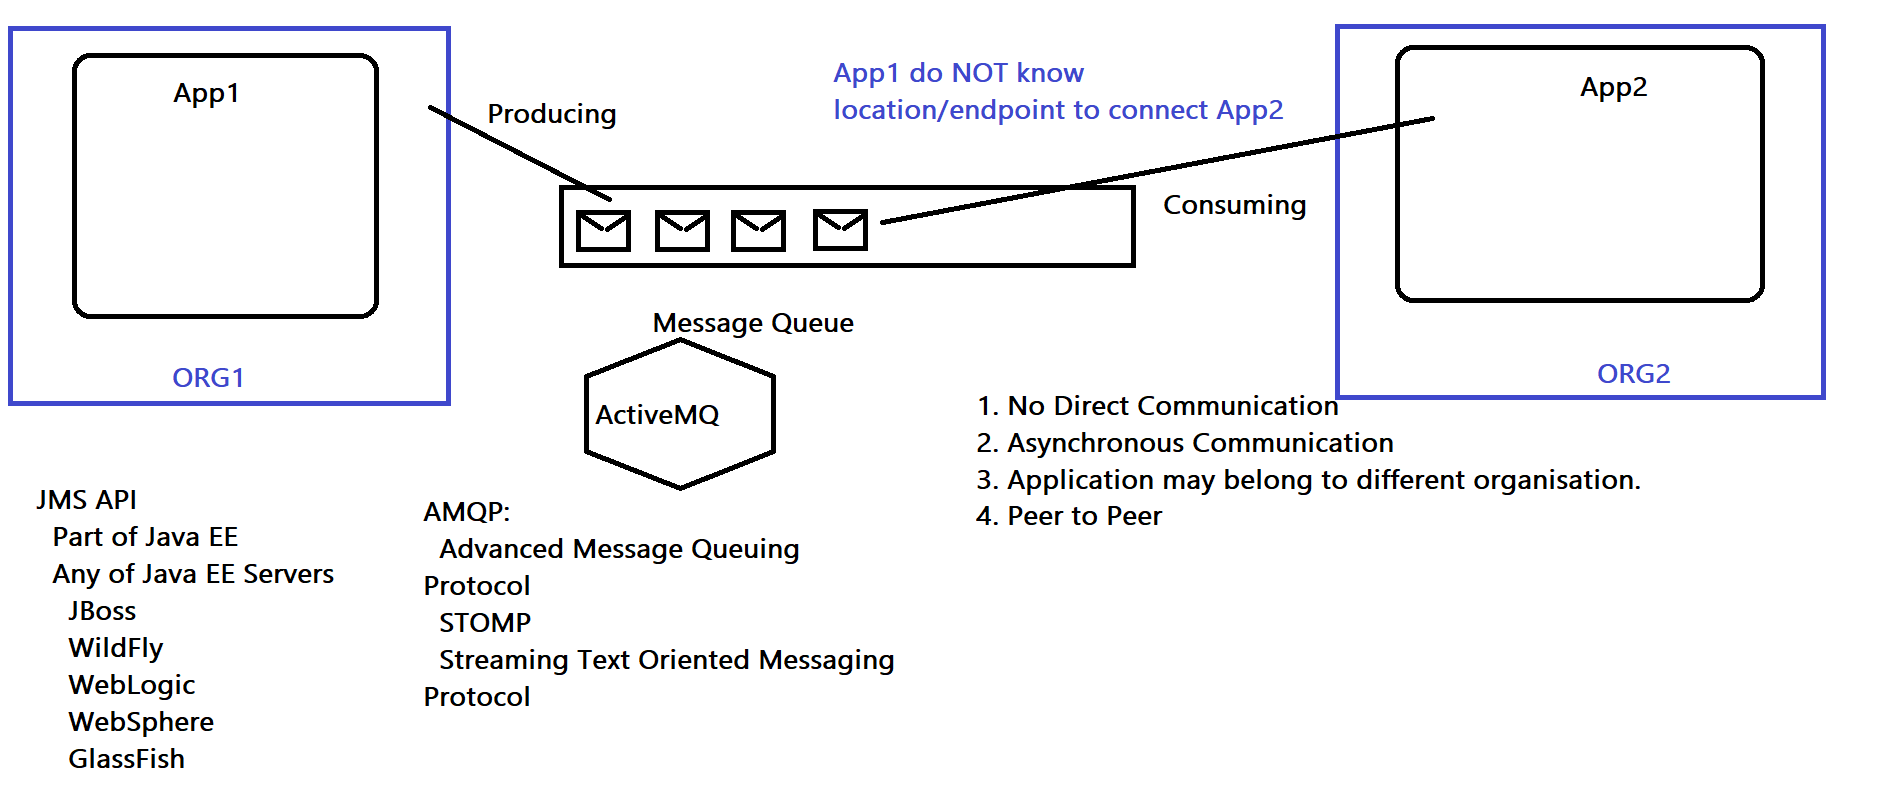 App1
Producing
App1 do NOT know
location/endpoint to connect App2
App2
Consuming
ORG1
Message Queue
ActiveMQ
ORG2
1. No Direct Communication
2. Asynchronous Communication
3. Application may belong to different organisation.
4. Peer to Peer
JMS API
Part of Java EE
Any of Java EE Servers
JBoss
WildFly
WebLogic
WebSphere
GlassFish
AMQP:
Advanced Message Queuing
Protocol
STOMP
Streaming Text Oriented Messaging
Protocol